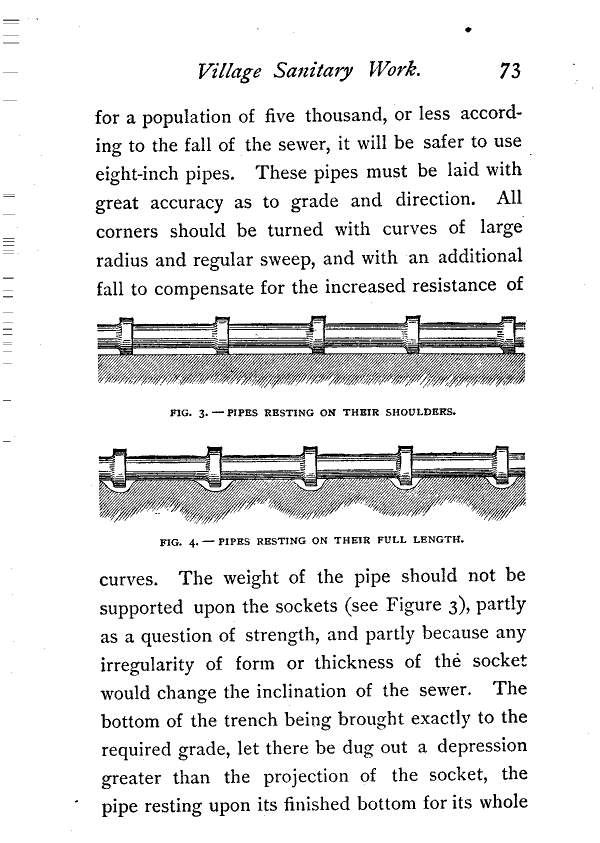 Village Sanitary Work. 73
for a population of five thousand, or less accord-
ing to the fall of the sewer, it will be safer to use
eight-inch pipes. These pipes must be laid with
great accuracy as to grade and direction. All
corners should be turned with curves of large
radius and regular sweep, and with an additional
fall to compensate for the increased resistance of
FIG. 3. — PIPES RESTING ON THEIR SHOULDERS.
FIG. 4. — PIPES RESTING ON THEIR FULL LENGTH.
curves. The weight of the pipe should not be
supported upon the sockets (see Figure 3), partly
as a question of strength, and partly because any
irregularity of form or thickness of the socket
would change the inclination of the sewer. The
bottom of the trench being brought exactly to the
required grade, let there be dug out a depression
greater than the projection of the socket, the
pipe resting upon its finished bottom for its whole